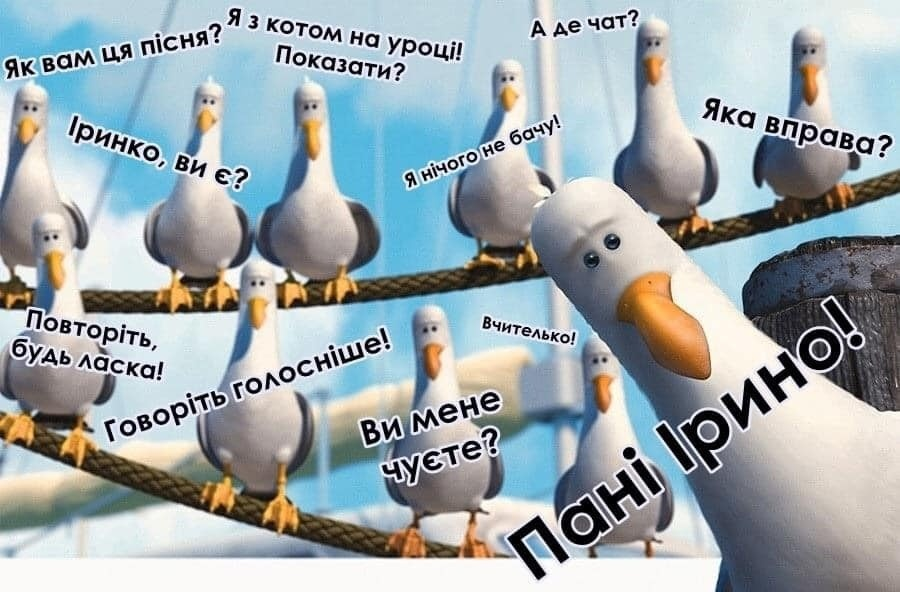 Як вам ця пісня?
Я з котом на уроці!
Показати?
А де чат?
Яка вправа?
Іринко, ви є?
Я нічого не бачу!
Повторіть,
будь ласка!
Говоріть голосніше!
Ви мене
чуєте?
Вчителько!
Пані Ірино!